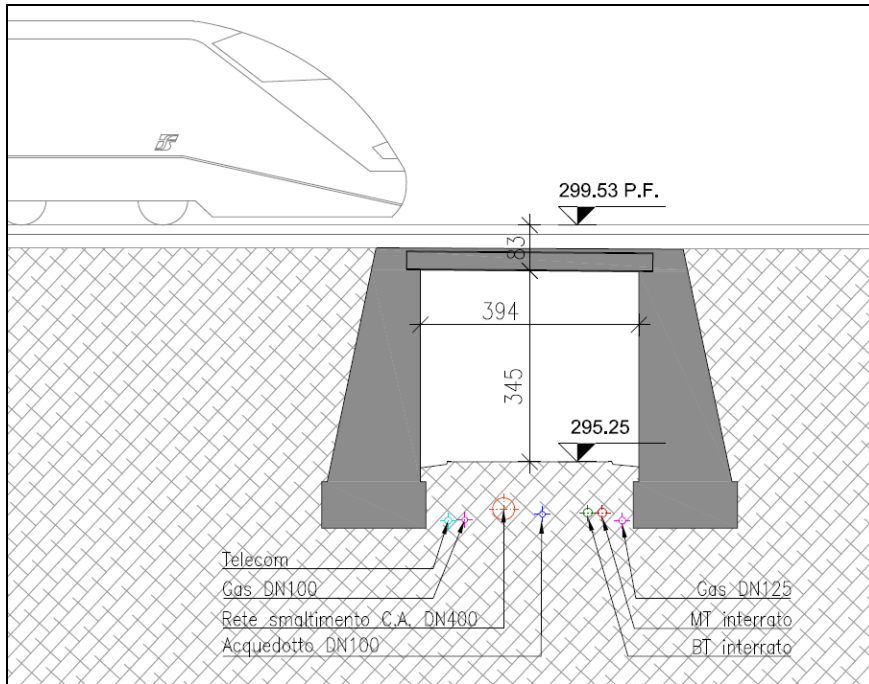 299.53 P.F.
83
394
345
295.25
Telecom
Gas DN100
Gas DN125
Rete smaltimento C.A. DN400
MT interrato
Acquedotto DN100
BT interrato